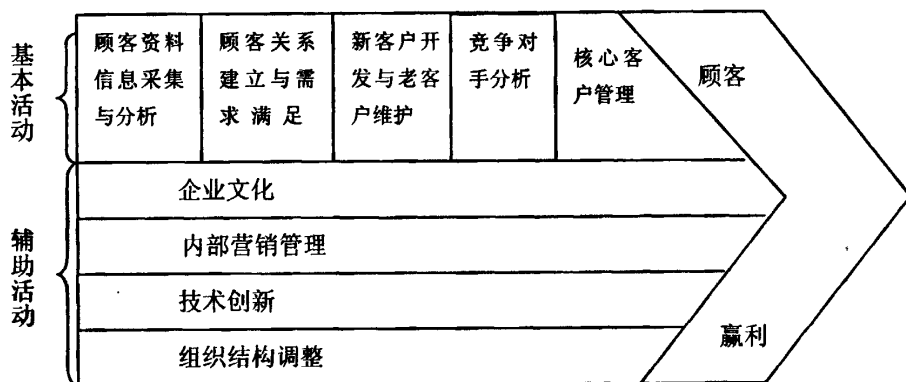 基本活动
顾客资料
信息采集
与分析
顾客关系
建立与需
求满足
新客户开
发与老客
户维护
竞争对
手分析
核心客
户管理
顾客
辅助活动
企业文化
内部营销管理
技术创新
组织结构调整
赢利